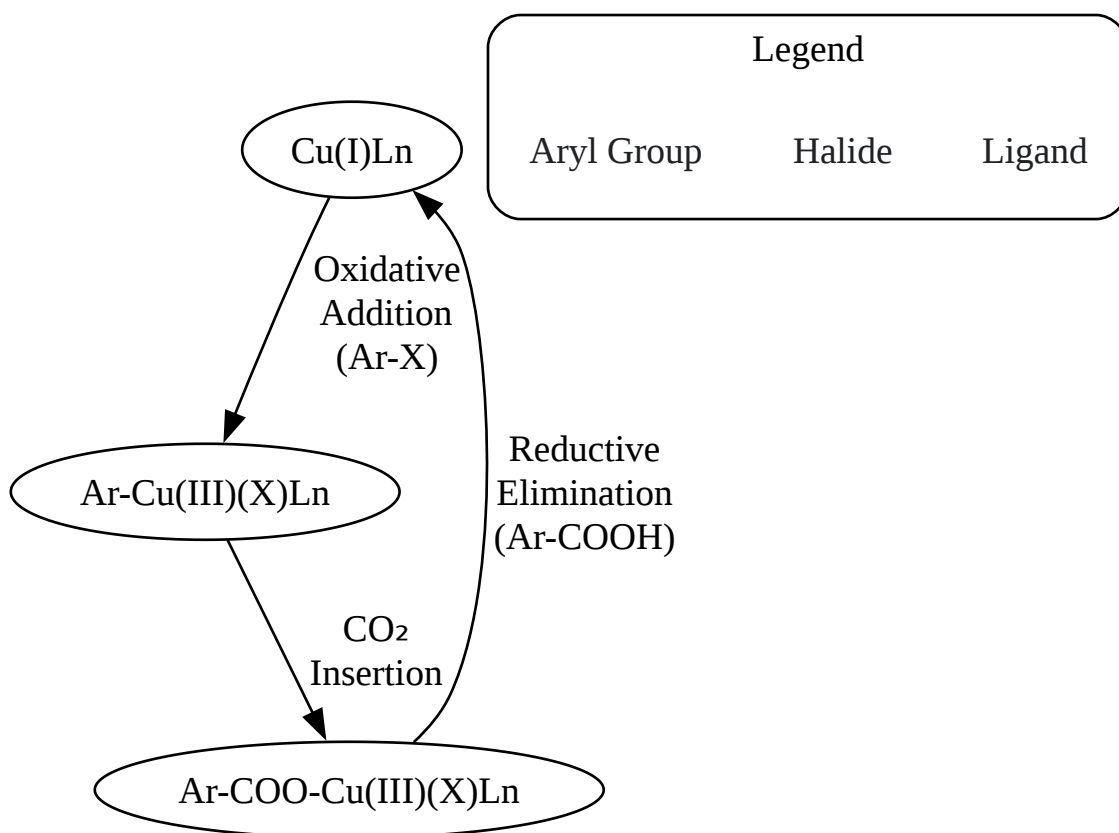 Legend
Cu(I)Ln
Aryl Group
Halide
Ligand
Oxidative
Addition
(Ar-X)
Ar-Cu(III)(X)Ln
Reductive
Elimination
(Ar-COOH)
CO₂
Insertion
Ar-COO-Cu(III)(X)Ln